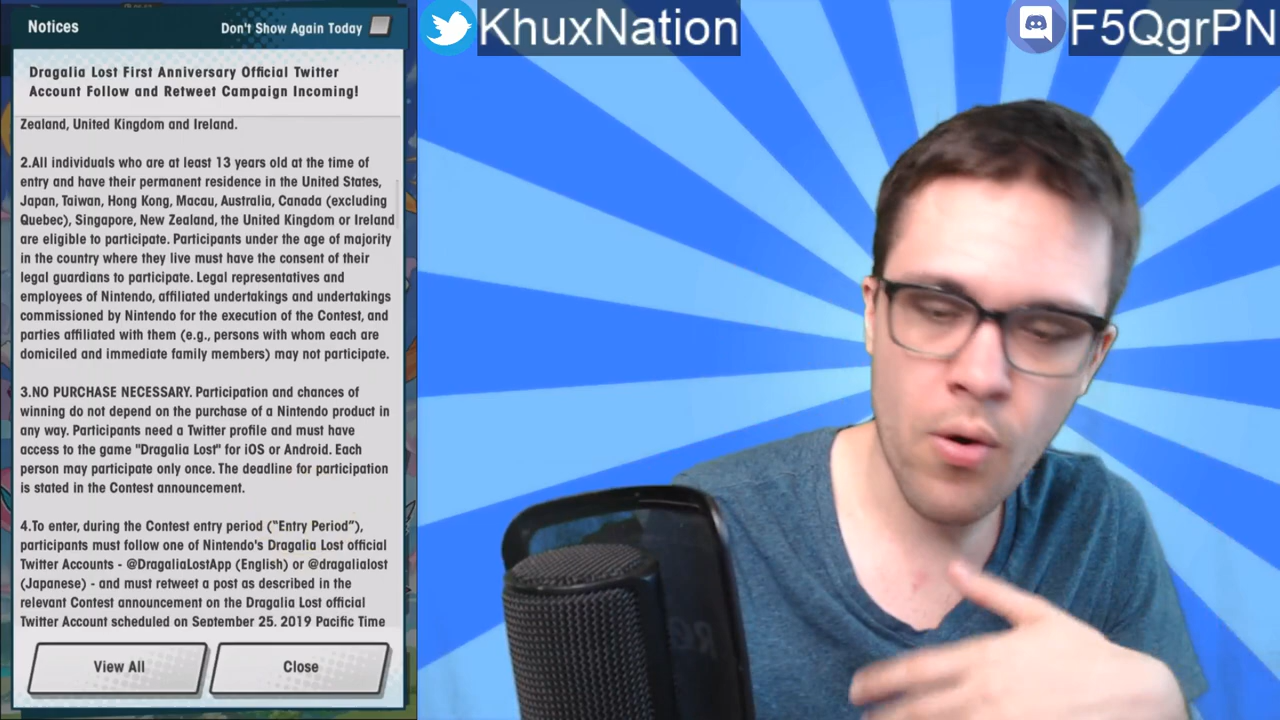 Notices
Don't Show Again Today
KhuxNation
F5QgrPN
Dragalia Lost First Anniversary Official Twitter
Account Follow and Retweet Campaign Incoming!
Zealand, United Kingdom and Ireland.
2.All individuals who are at least 13 years old at the time of
entry and have their permanent residence in the United States,
Japan, Taiwan, Hong Kong, Macau, Australia, Canada (excluding
Quebec), Singapore, New Zealand, the United Kingdom or Ireland
are eligible to participate. Participants under the age of majority
in the country where they live must have the consent of their
legal guardians to participate. Legal representatives and
employees of Nintendo, affiliated undertakings and undertakings
commissioned by Nintendo for the execution of the Contest, and
parties affiliated with them (e.g., persons with whom each are
domiciled and immediate family members) may not participate.
3.NO PURCHASE NECESSARY. Participation and chances of
winning do not depend on the purchase of a Nintendo product in
any way. Participants need a Twitter profile and must have
access to the game "Dragalia Lost" for iOS or Android. Each
person may participate only once. The deadline for participation
is stated in the Contest announcement.
4.To enter, during the Contest entry period (“Entry Period”),
participants must follow one of Nintendo's Dragalia Lost official
Twitter Accounts - @DragaliaLostApp (English) or @dragalialost
(Japanese) - and must retweet a post as described in the
relevant Contest announcement on the Dragalia Lost official
Twitter Account scheduled on September 25, 2019 Pacific Time
View All
Close